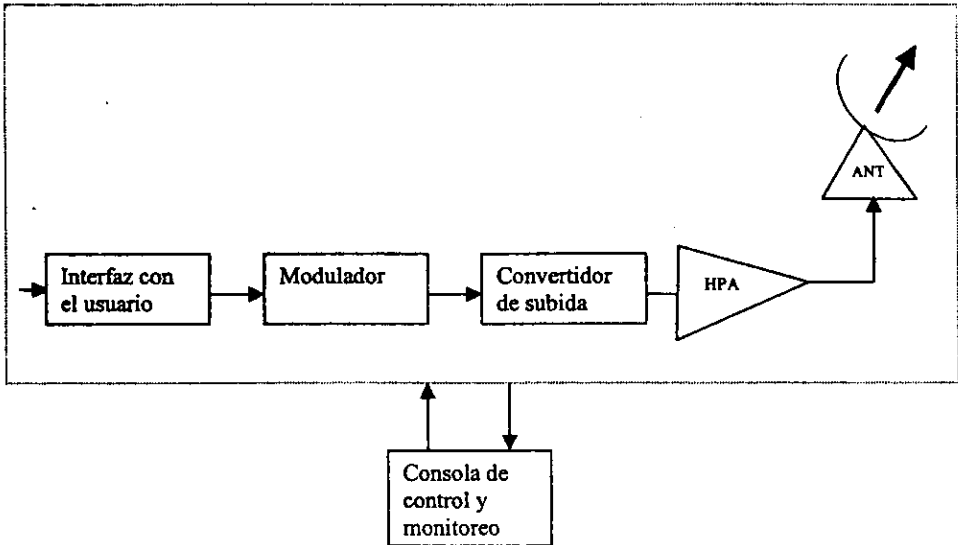 ANT
Interfaz con
el usuario
Modulador
Convertidor
de subida
HPA
Consola de
control y
monitoreo